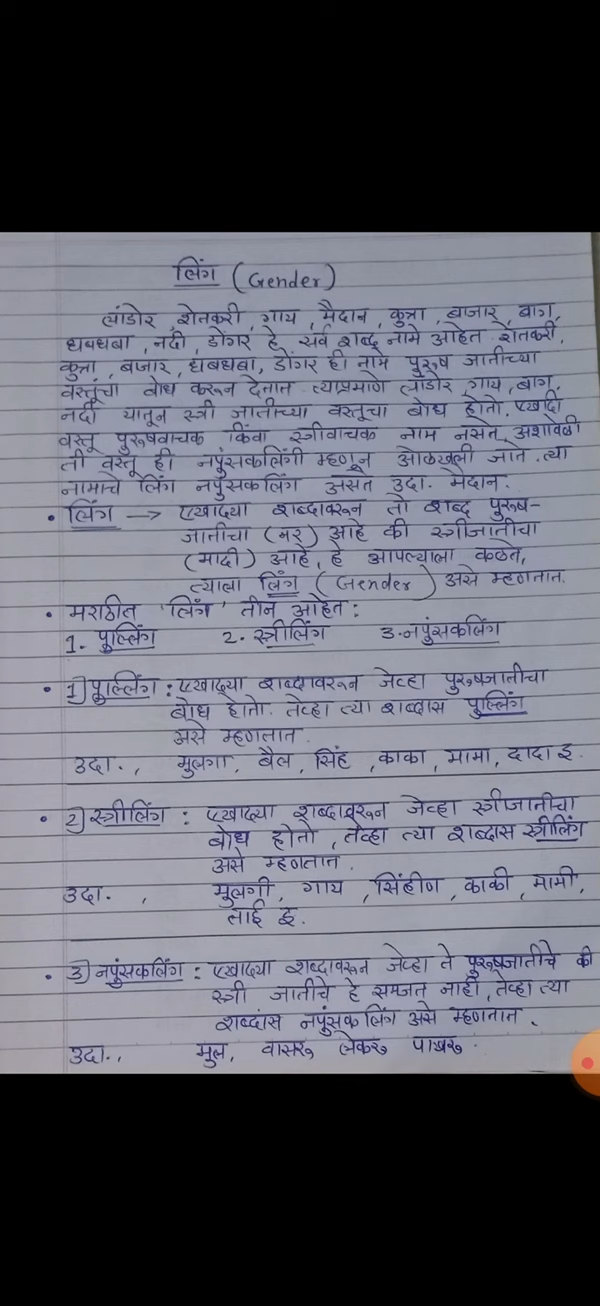 लिंग (Gender)
लांडोर, शेतकरी, गाय, मैदान, कुत्रा, बाजार, बाग,
धबधबा, नदी, डोंगर हे सर्व शब्द नामे आहेत. शेतकरी,
कुत्रा, बाजार, धबधबा, डोंगर ही नामे पुरुष जातीच्या
वस्तूंचा बोध करून देतात. त्याप्रमाणे लांडोर, गाय, बाग,
नदी यातून स्त्री जातीच्या वस्तूचा बोध होतो. एखादी
वस्तू पुरुषवाचक किंवा स्त्रीवाचक नाम नसते, अशावेळी
ती वस्तू ही नपुंसकलिंगी म्हणून ओळखली जाते. त्या
नामाचे लिंग नपुंसकलिंग असते उदा. मैदान.
• लिंग → एखाद्या शब्दावरून तो शब्द पुरुष-
जातीचा (नर) आहे की स्त्रीजातीचा
(मादी) आहे, हे आपल्याला कळते,
त्याला लिंग (Gender) असे म्हणतात.
• मराठीत 'लिंग' तीन आहेत:
1. पुल्लिंग 2. स्त्रीलिंग 3. नपुंसकलिंग
• 1) पुल्लिंग : एखाद्या शब्दावरून जेव्हा पुरुषजातीचा
बोध होतो. तेव्हा त्या शब्दास पुल्लिंग
असे म्हणतात.
उदा., मुलगा, बैल, सिंह, काका, मामा, दादा इ.
• 2) स्त्रीलिंग : एखाद्या शब्दावरून जेव्हा स्त्रीजातीचा
बोध होतो, तेव्हा त्या शब्दास स्त्रीलिंग
असे म्हणतात.
उदा., मुलगी, गाय, सिंहीण, काकी, मामी,
ताई इ.
• 3) नपुंसकलिंग : एखाद्या शब्दावरून जेव्हा ते पुरुषजातीचे की
स्त्री जातीचे हे समजत नाही, तेव्हा त्या
शब्दांस नपुंसकलिंग असे म्हणतात.
उदा., मुल, वासरु, लेकरु पाखरु.